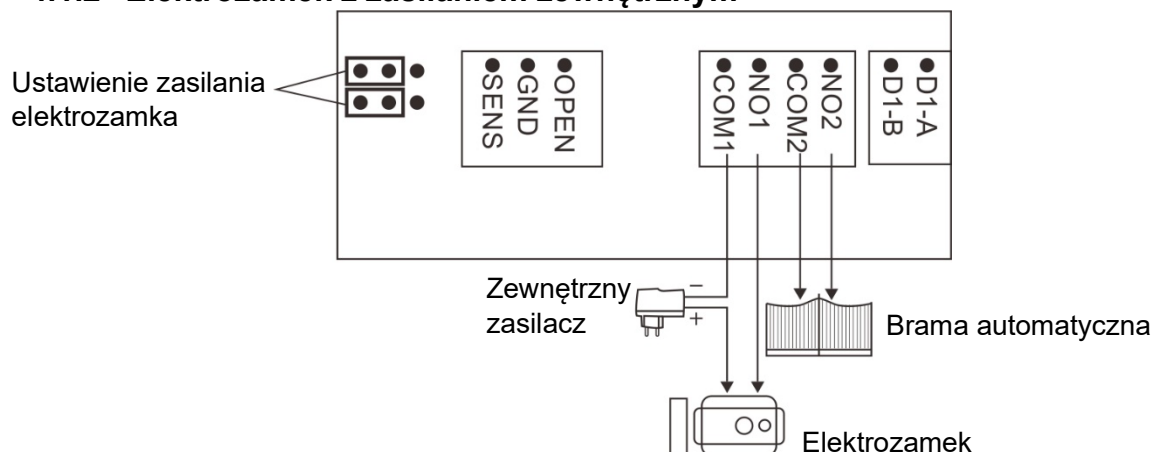 Ustawienie zasilania
elektrozamka
SENS
GND
OPEN
COM1
NO1
COM2
NO2
D1-B
D1-A
Zewnętrzny
zasilacz
−
+
Brama automatyczna
Elektrozamek